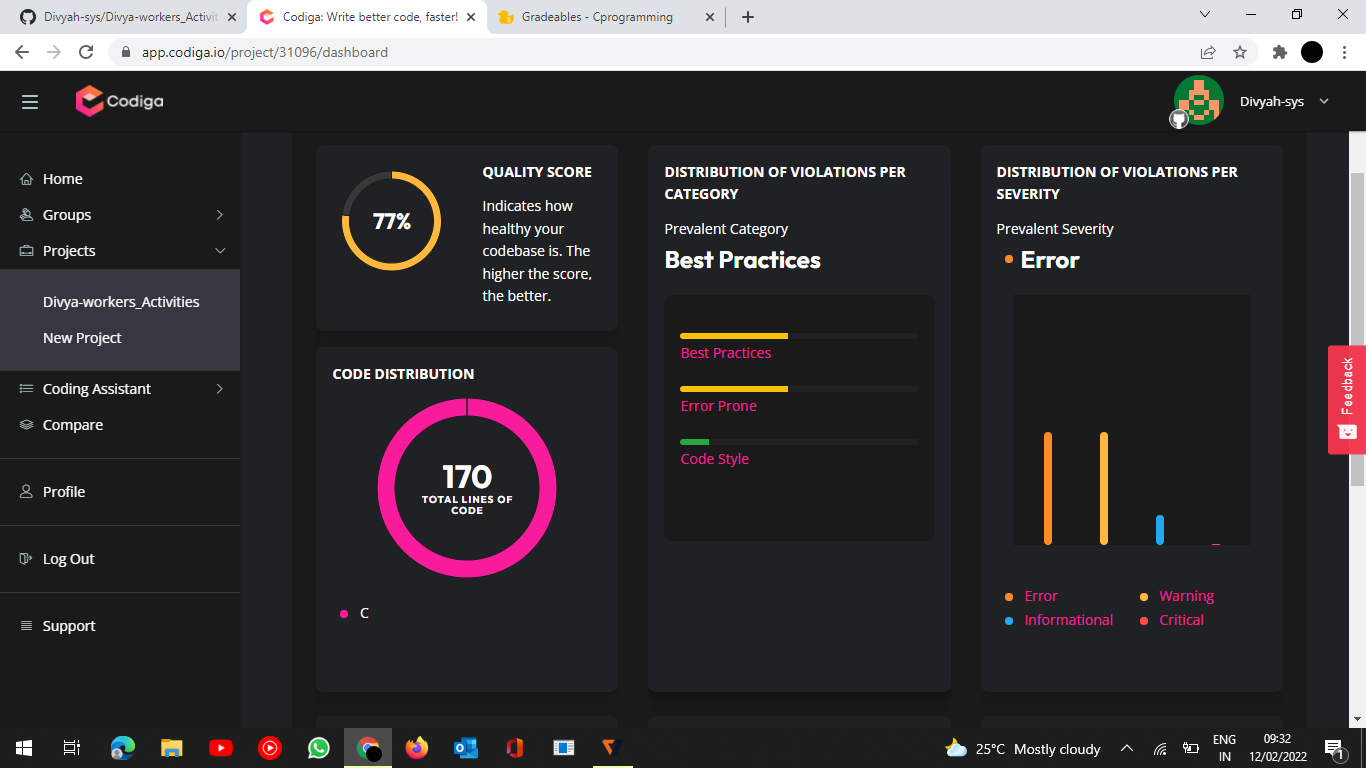 Divyah-sys/Divya-workers_Activit
Codiga: Write better code, faster!
Gradeables - Cprogramming
app.codiga.io/project/31096/dashboard
Codiga
Divyah-sys
Home
Groups
Projects
Divya-workers_Activities
New Project
Coding Assistant
Compare
Profile
Log Out
Support
77%
QUALITY SCORE
Indicates how
healthy your
codebase is. The
higher the score,
the better.
CODE DISTRIBUTION
170
TOTAL LINES OF
CODE
C
DISTRIBUTION OF VIOLATIONS PER
CATEGORY
Prevalent Category
Best Practices
Best Practices
Error Prone
Code Style
DISTRIBUTION OF VIOLATIONS PER
SEVERITY
Prevalent Severity
Error
Error
Warning
Informational
Critical
Feedback
25°C Mostly cloudy
ENG
IN
09:32
12/02/2022
1